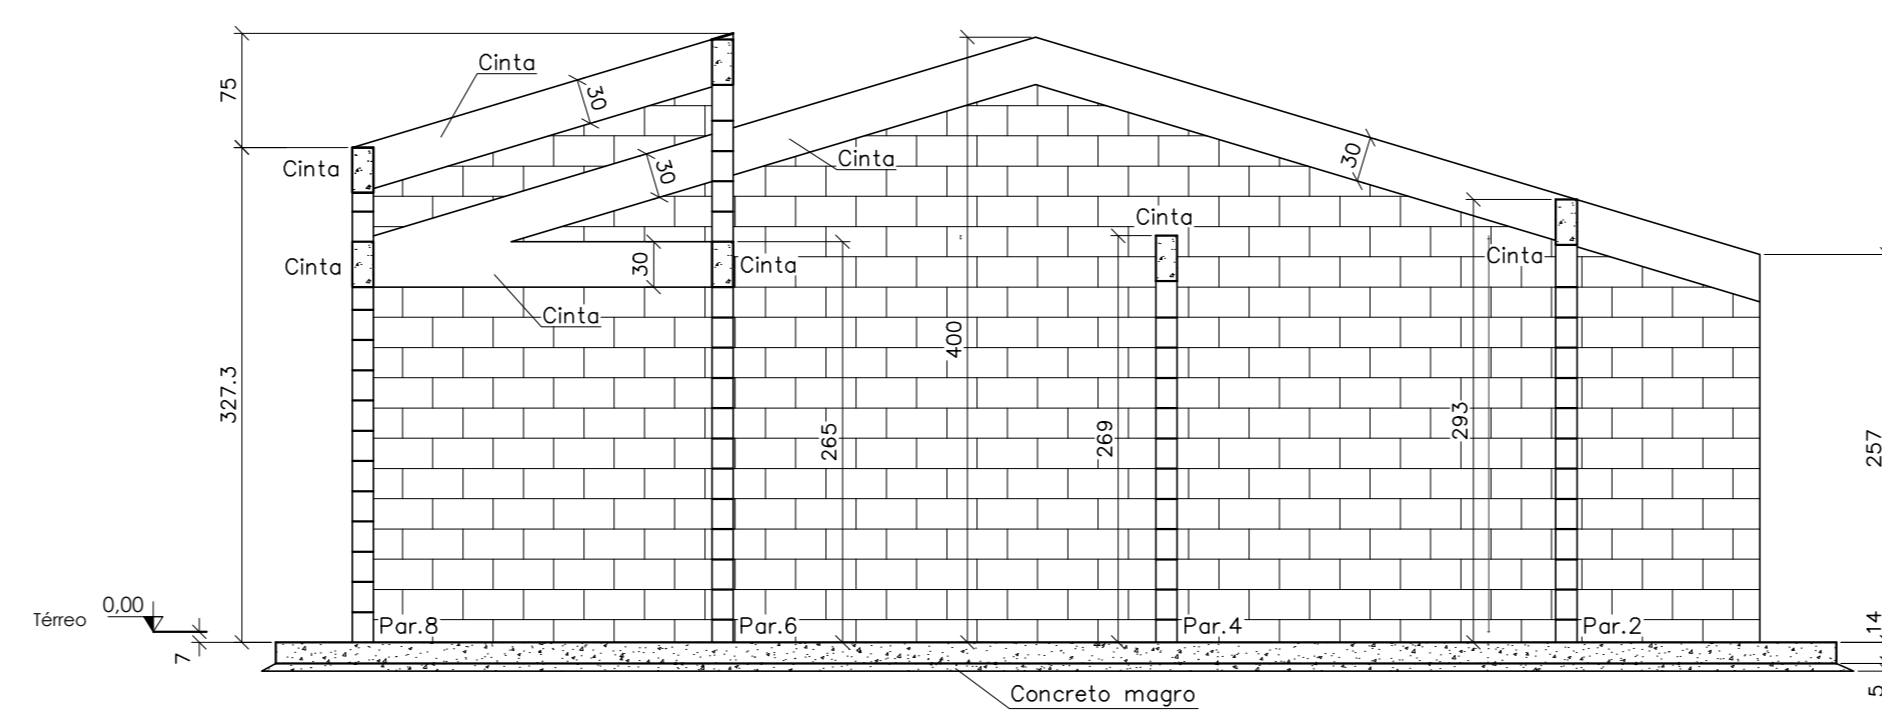 Cinta
75
30
Cinta
Cinta
30
30
Cinta
Cinta
Cinta
Cinta
30
Cinta
Cinta
400
327.3
265
269
293
257
Térreo
0,00
7
Par.8
Par.6
Par.4
Par.2
14
5
Concreto magro